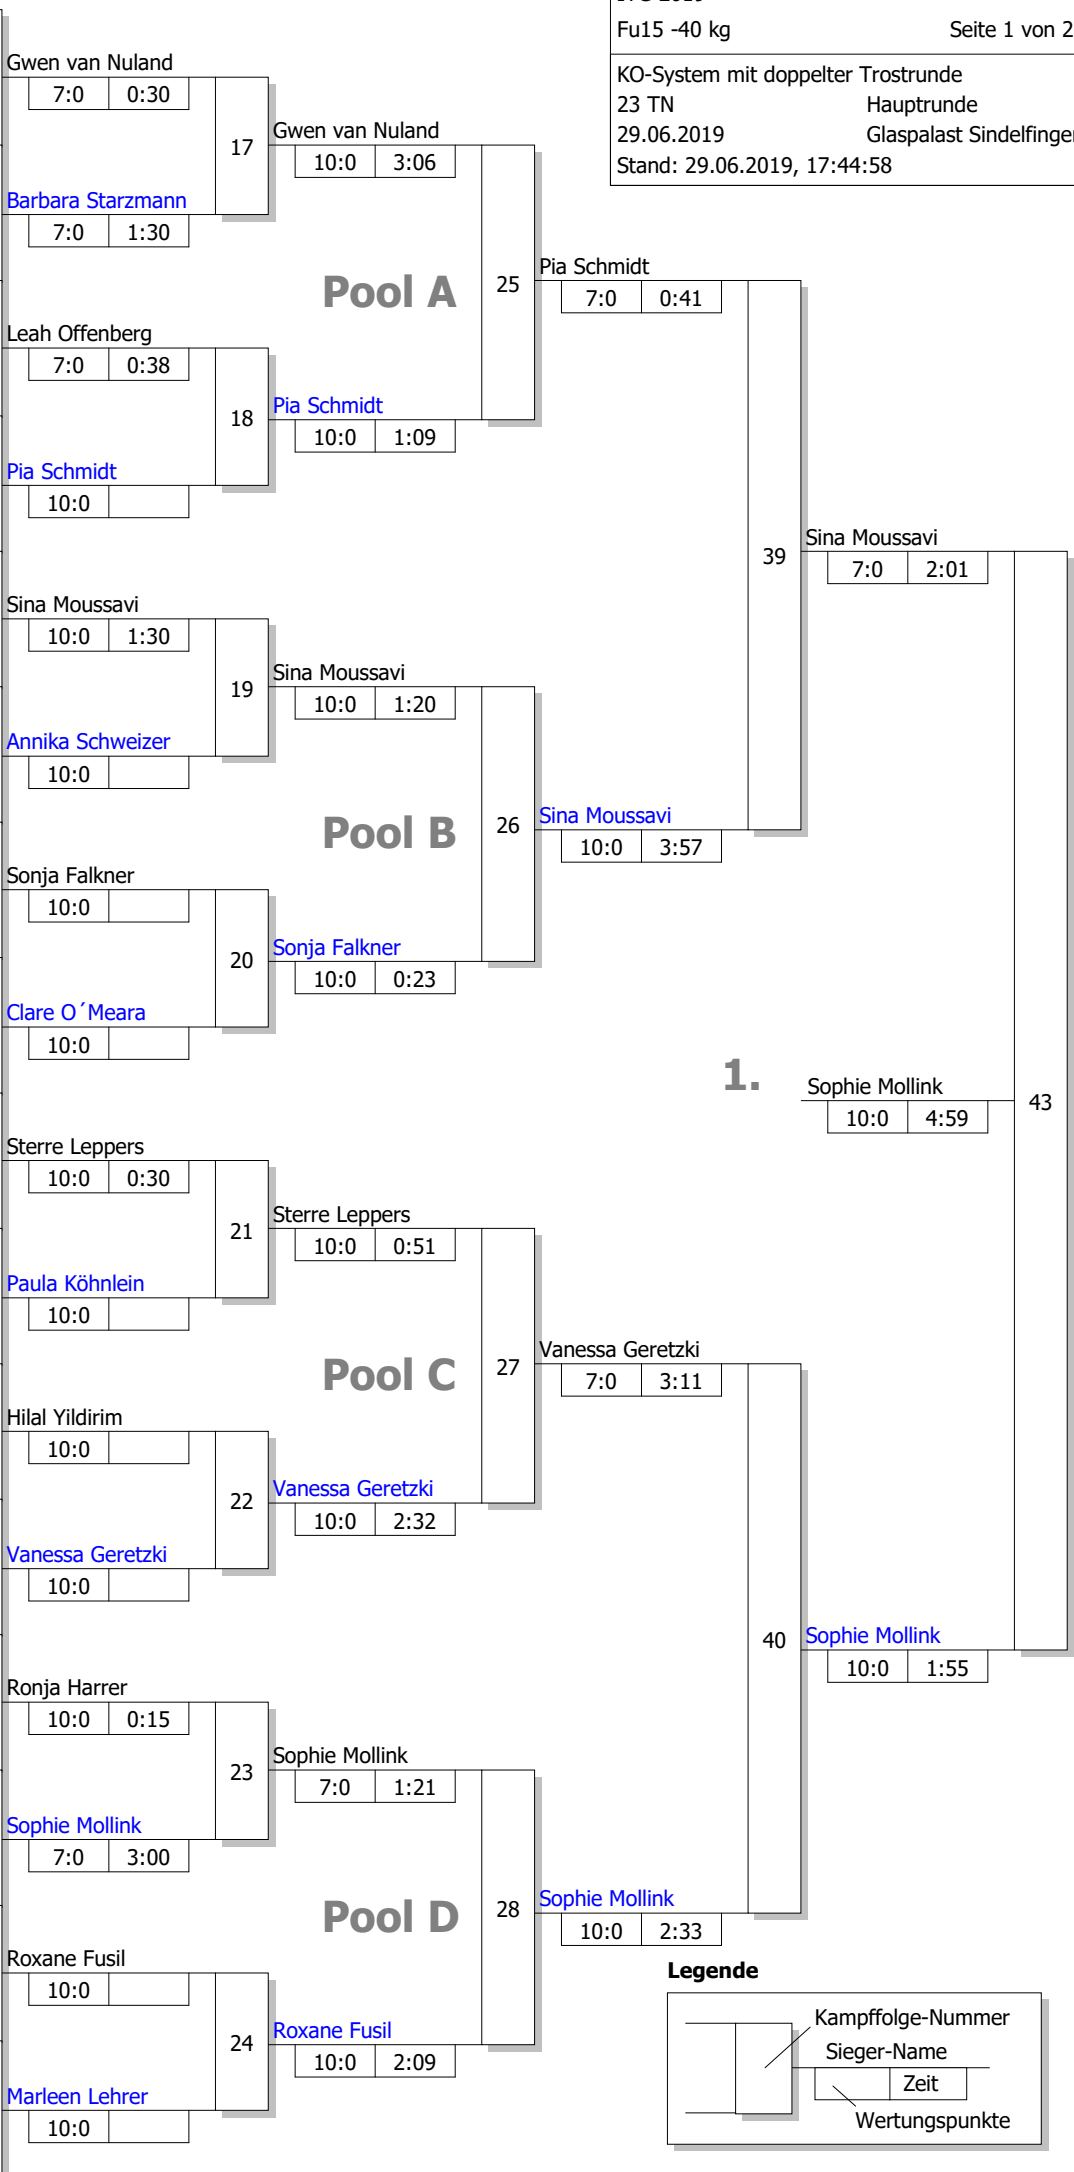 Fu15 -40 kg Seite 1 von 2
KO-System mit doppelter Trostrunde
23 TN Hauptrunde
29.06.2019 Glaspalast Sindelfingen
Stand: 29.06.2019, 17:44:58
Gwen van Nuland
7:0 0:30
17
Gwen van Nuland
10:0 3:06
Barbara Starzmann
7:0 1:30
Pool A
25
Pia Schmidt
7:0 0:41
Leah Offenberg
7:0 0:38
18
Pia Schmidt
10:0 1:09
Pia Schmidt
10:0
39
Sina Moussavi
7:0 2:01
Sina Moussavi
10:0 1:30
19
Sina Moussavi
10:0 1:20
Annika Schweizer
10:0
Pool B
26
Sina Moussavi
10:0 3:57
Sonja Falkner
10:0
20
Sonja Falkner
10:0 0:23
Clare O´Meara
10:0
1.
Sophie Mollink
10:0 4:59
43
Sterre Leppers
10:0 0:30
21
Sterre Leppers
10:0 0:51
Paula Köhnlein
10:0
Pool C
27
Vanessa Geretzki
7:0 3:11
Hilal Yildirim
10:0
22
Vanessa Geretzki
10:0 2:32
Vanessa Geretzki
10:0
40
Sophie Mollink
10:0 1:55
Ronja Harrer
10:0 0:15
23
Sophie Mollink
7:0 1:21
Sophie Mollink
7:0 3:00
Pool D
28
Sophie Mollink
10:0 2:33
Roxane Fusil
10:0
24
Roxane Fusil
10:0 2:09
Marleen Lehrer
10:0
Legende
Kampffolge-Nummer
Sieger-Name
Zeit
Wertungspunkte